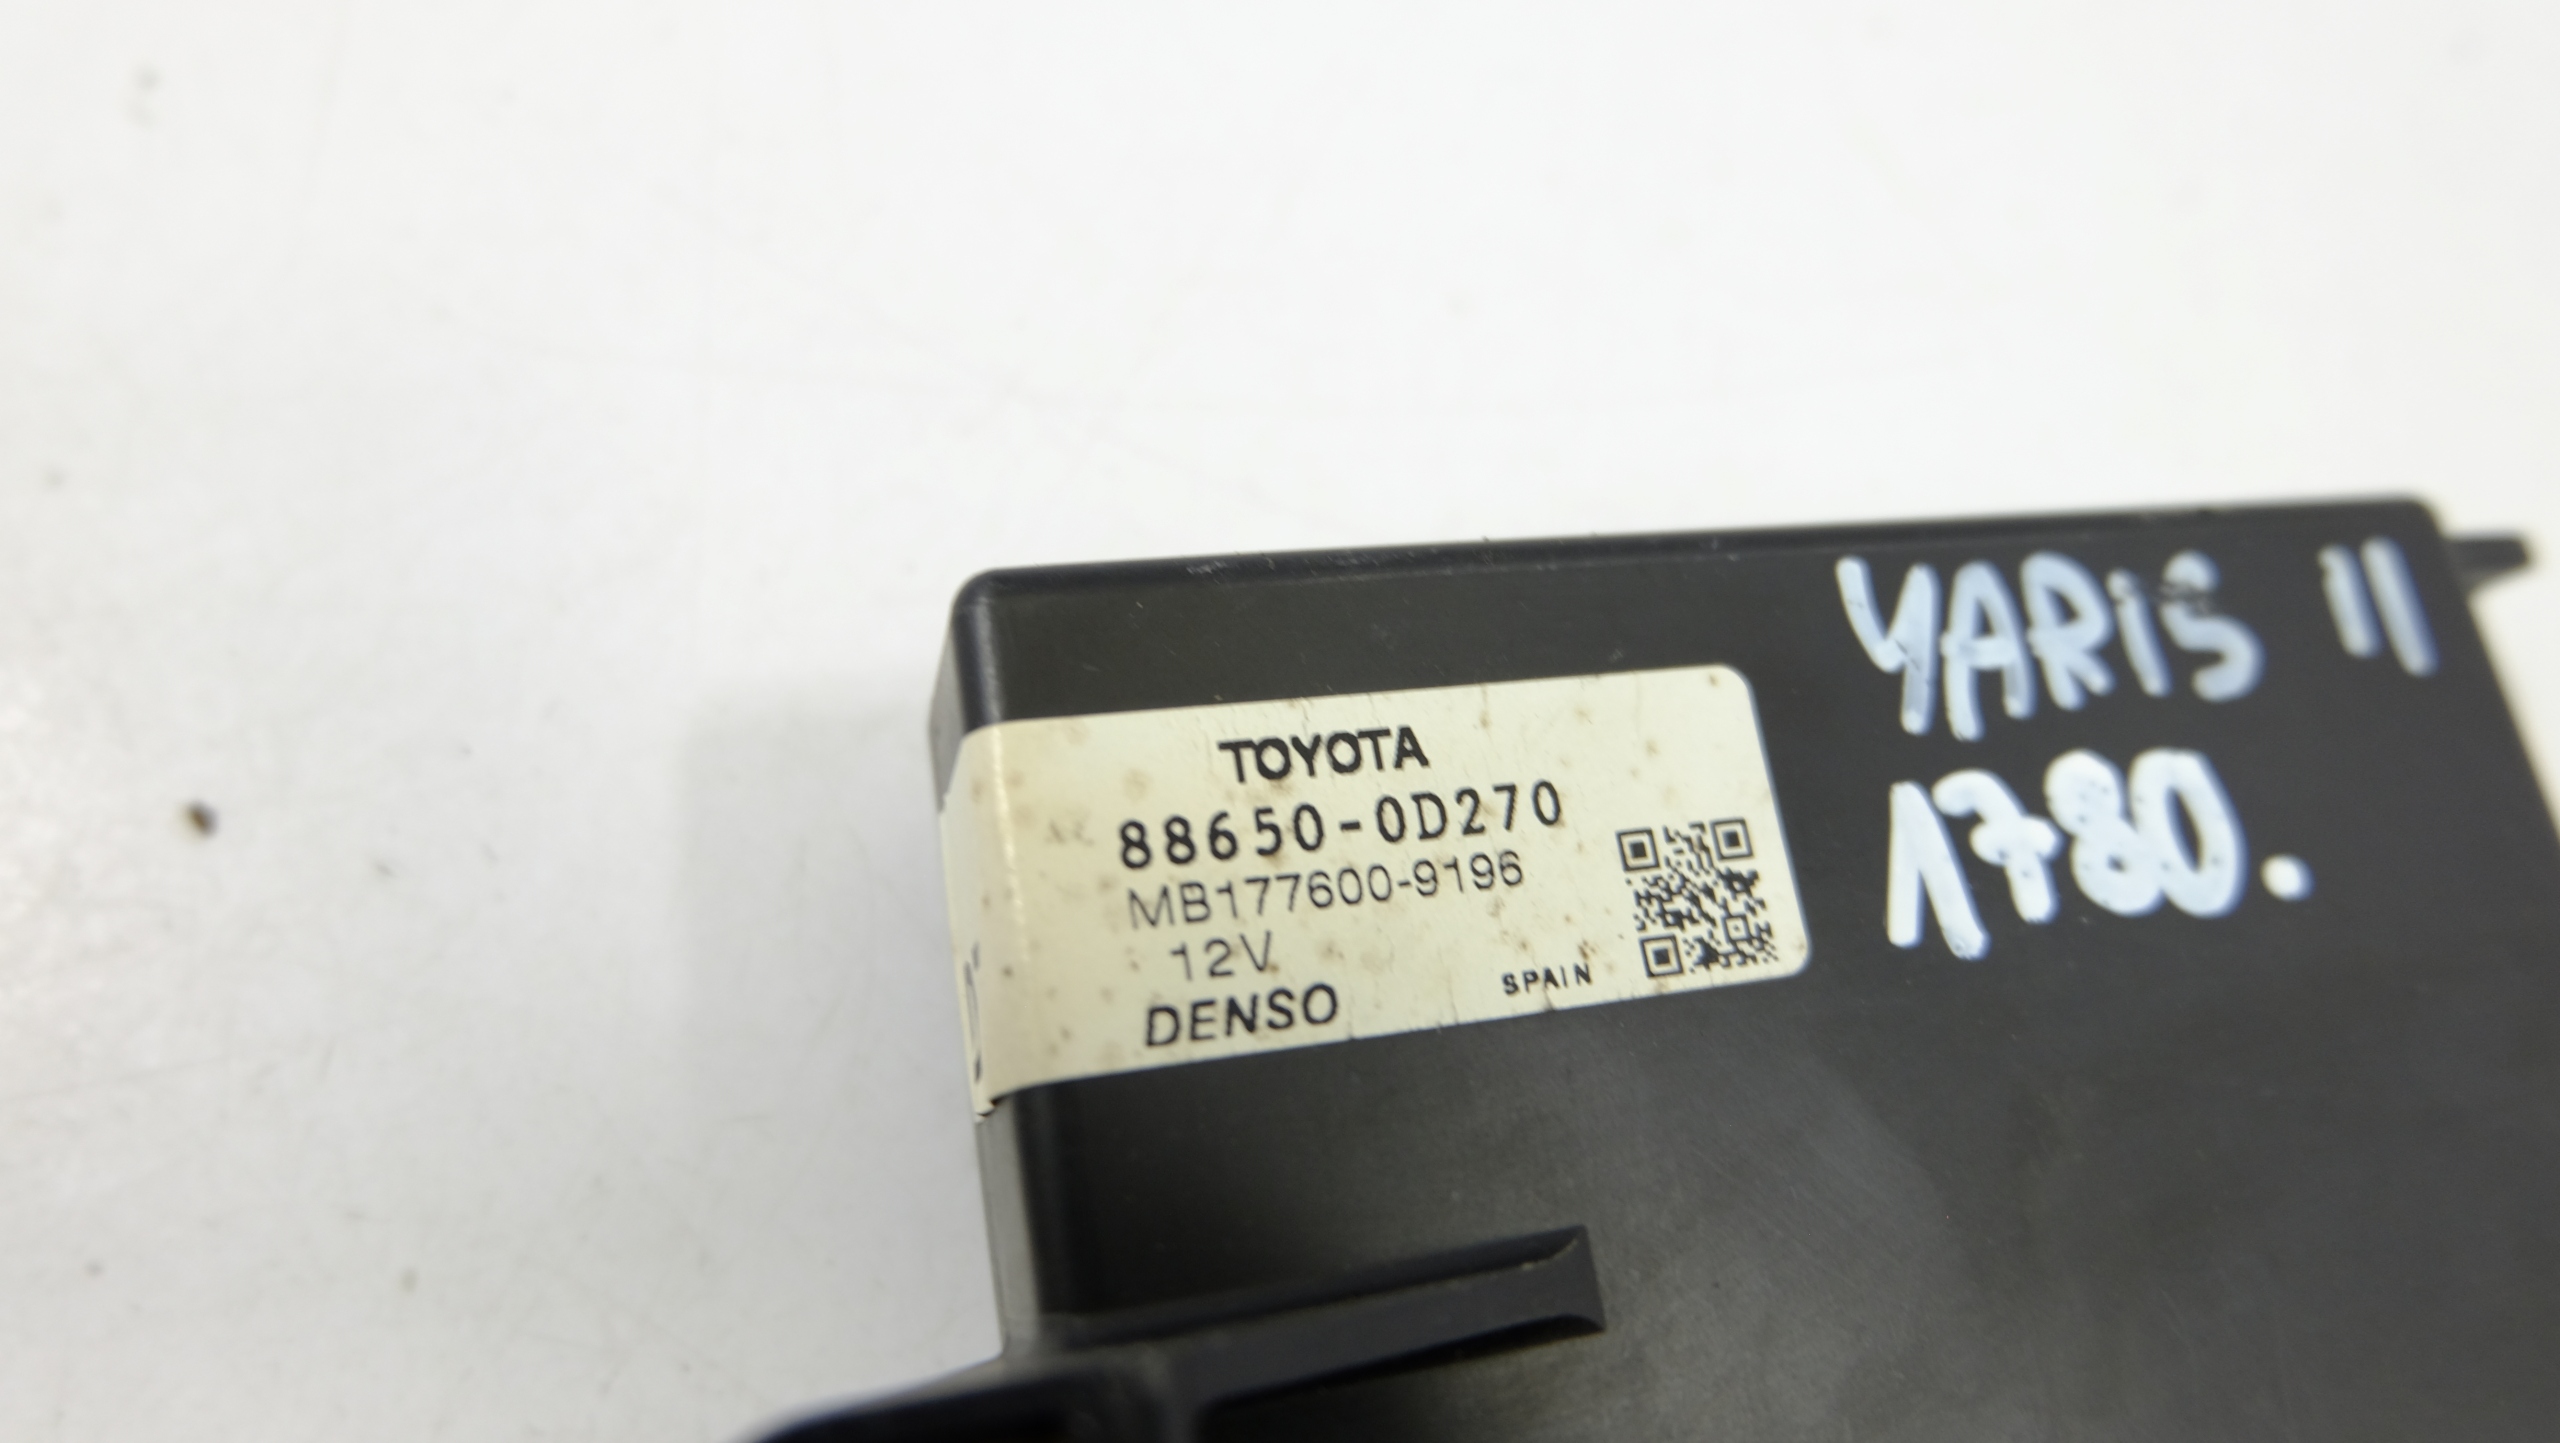 TOYOTA
88650-0D270
MB177600-9196
12V
DENSO
SPAIN
YARIS II
1780.